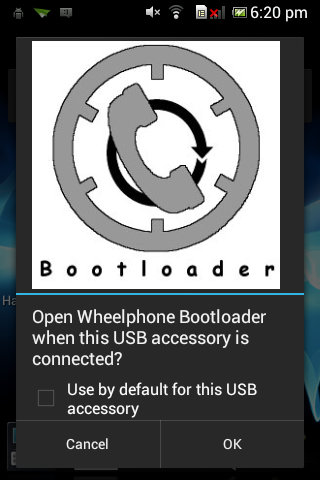 6:20 pm
Bootloader
Ha
Open Wheelphone Bootloader
when this USB accessory is
connected?
Use by default for this USB
accessory
Cancel
OK